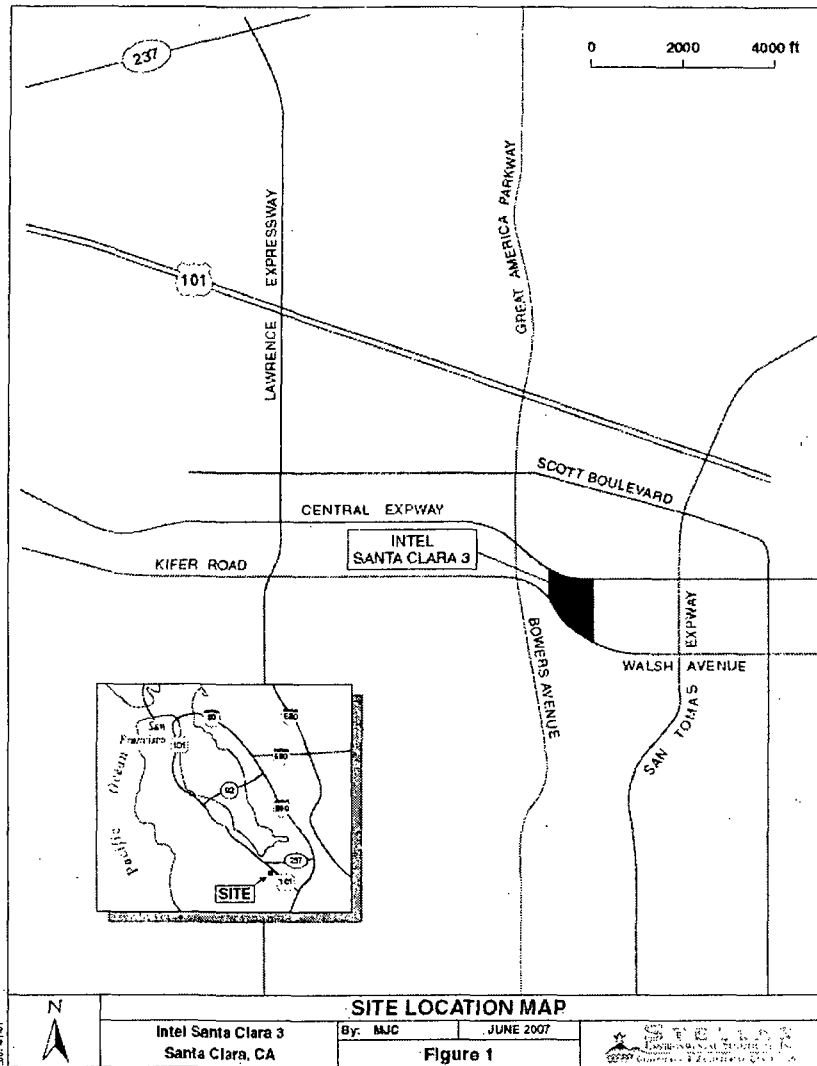 237
0 2000 4000 ft
LAWRENCE EXPRESSWAY
GREAT AMERICA PARKWAY
101
SCOTT BOULEVARD
CENTRAL EXPWAY
INTEL
SANTA CLARA 3
KIFER ROAD
BOWERS AVENUE
WALSH AVENUE
SAN TOMAS EXPWAY
San
Francisco
Pacific Ocean
101
80
680
92
237
101
SITE
N
SITE LOCATION MAP
Intel Santa Clara 3
Santa Clara, CA
By: MJC
JUNE 2007
Figure 1